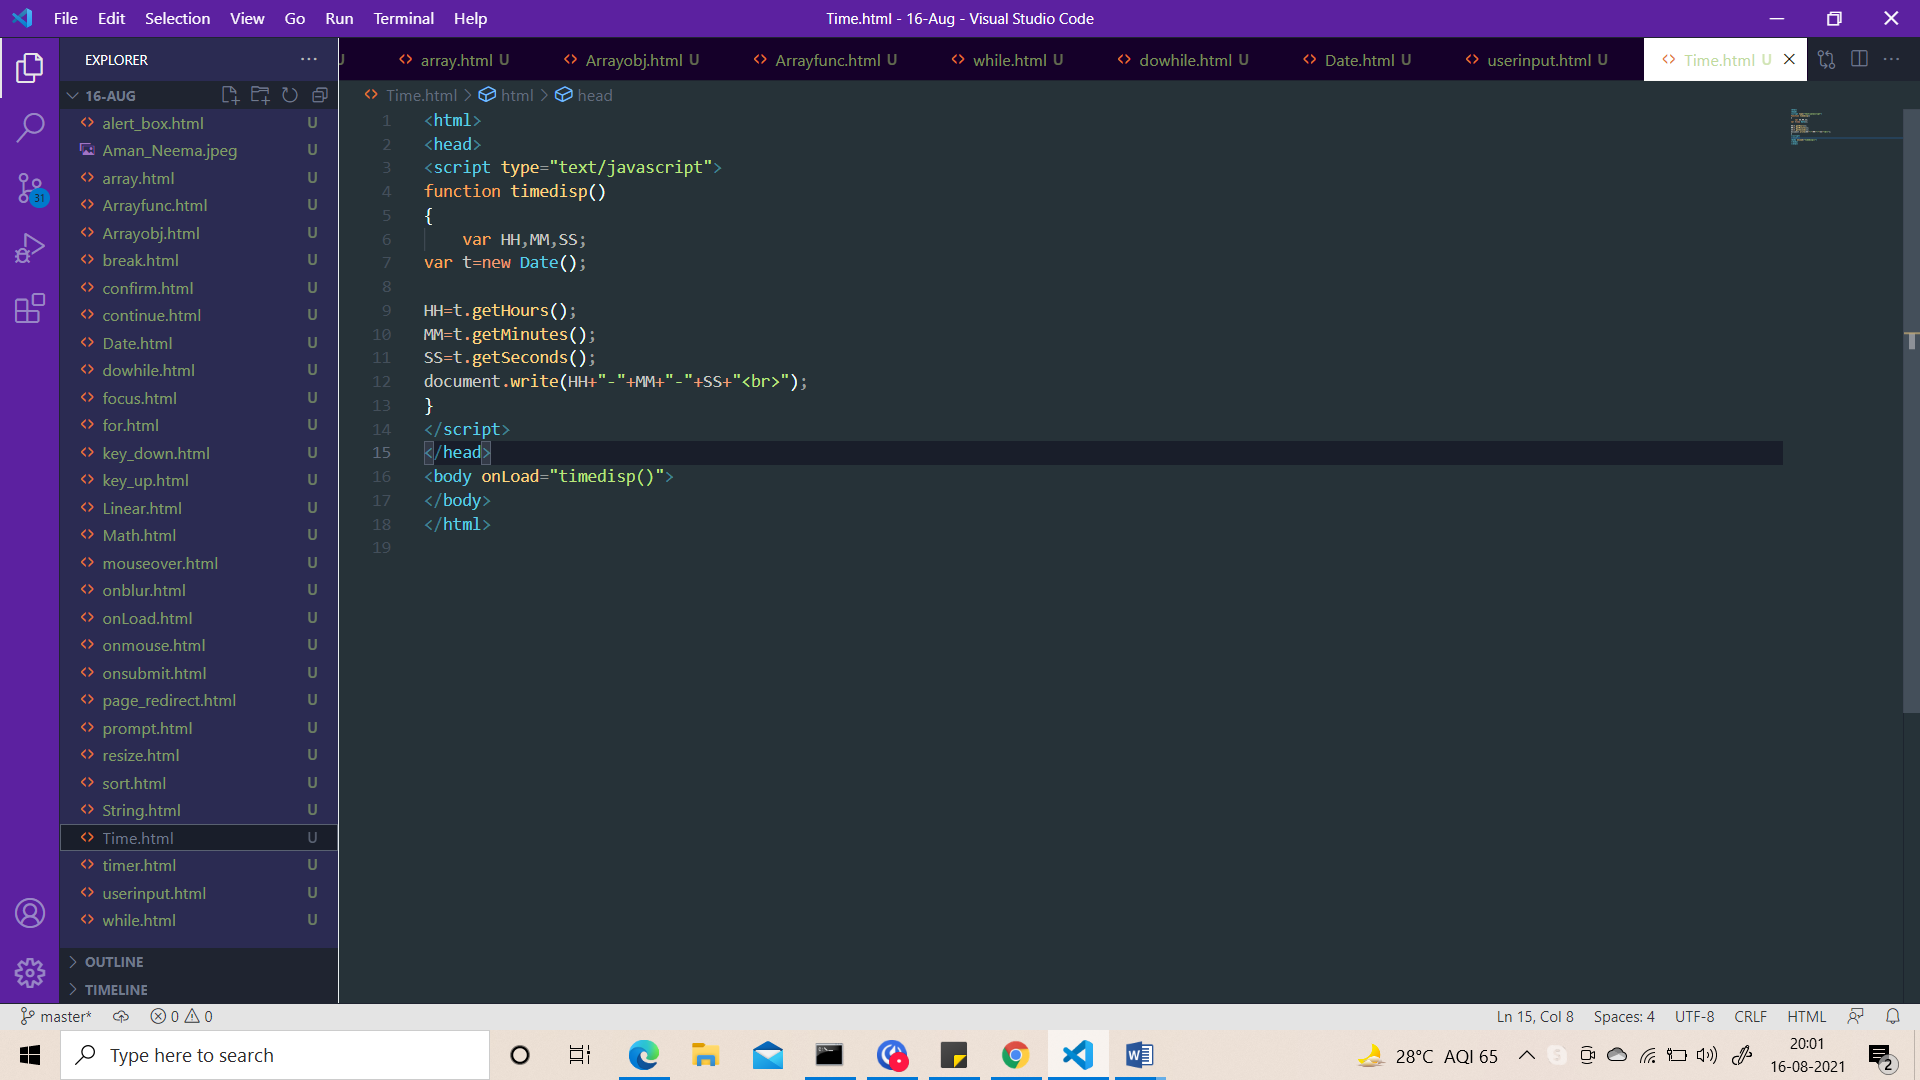 File Edit Selection View Go Run Terminal Help
Time.html - 16-Aug - Visual Studio Code
EXPLORER
array.html U
Arrayobj.html U
Arrayfunc.html U
while.html U
dowhile.html U
Date.html U
userinput.html U
Time.html U
16-AUG
Time.html > html > head
alert_box.html U
Aman_Neema.jpeg U
array.html U
Arrayfunc.html U
Arrayobj.html U
break.html U
confirm.html U
continue.html U
Date.html U
dowhile.html U
focus.html U
for.html U
key_down.html U
key_up.html U
Linear.html U
Math.html U
mouseover.html U
onblur.html U
onLoad.html U
onmouse.html U
onsubmit.html U
page_redirect.html U
prompt.html U
resize.html U
sort.html U
String.html U
Time.html U
timer.html U
userinput.html U
while.html U
OUTLINE
TIMELINE
31
1 <html>
2 <head>
3 <script type="text/javascript">
4 function timedisp()
5 {
6     var HH,MM,SS;
7 var t=new Date();
8
9 HH=t.getHours();
10 MM=t.getMinutes();
11 SS=t.getSeconds();
12 document.write(HH+"-"+MM+"-"+SS+"<br>");
13 }
14 </script>
15 </head>
16 <body onLoad="timedisp()">
17 </body>
18 </html>
19
master* 0 0
Ln 15, Col 8 Spaces: 4 UTF-8 CRLF HTML
Type here to search
28°C AQI 65
20:01
16-08-2021
2